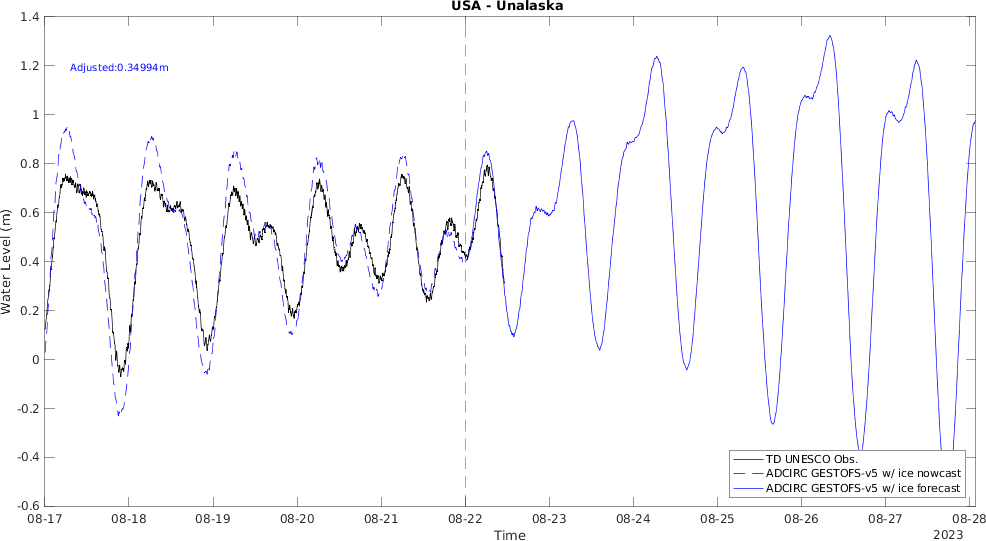 USA - Unalaska
Adjusted:0.34994m
Water Level (m)
1.4
1.2
1
0.8
0.6
0.4
0.2
0
-0.2
-0.4
-0.6
TD UNESCO Obs.
ADCIRC GESTOFS-v5 w/ ice nowcast
ADCIRC GESTOFS-v5 w/ ice forecast
08-17 08-18 08-19 08-20 08-21 08-22 08-23 08-24 08-25 08-26 08-27 08-28
Time
2023